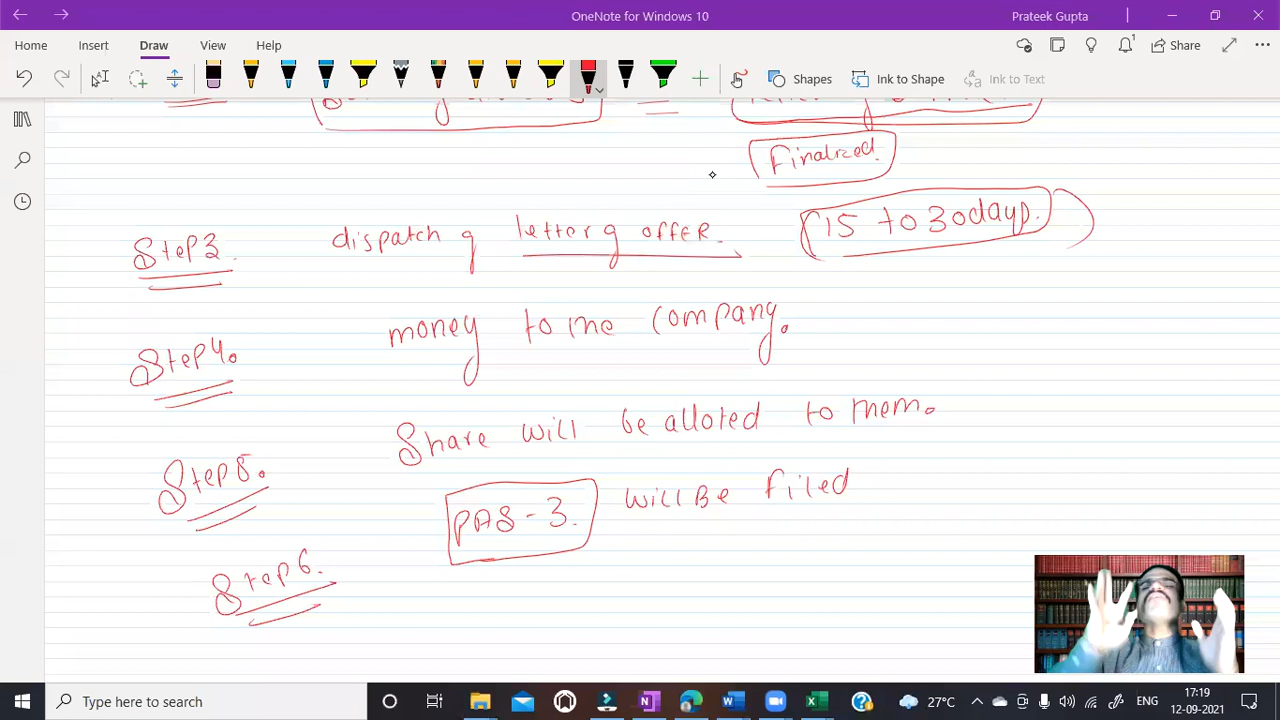 OneNote for Windows 10
Prateek Gupta
Home Insert Draw View Help
Share
Shapes
Ink to Shape
Ink to Text
Finalized.
Step3. dispatch of letter of offer. (15 to 30days.)
Step4. money to the company.
Step5. Share will be alloted to them.
Step6. PAS-3. will Be filed
Type here to search
27°C
ENG
17:19
12-09-2021